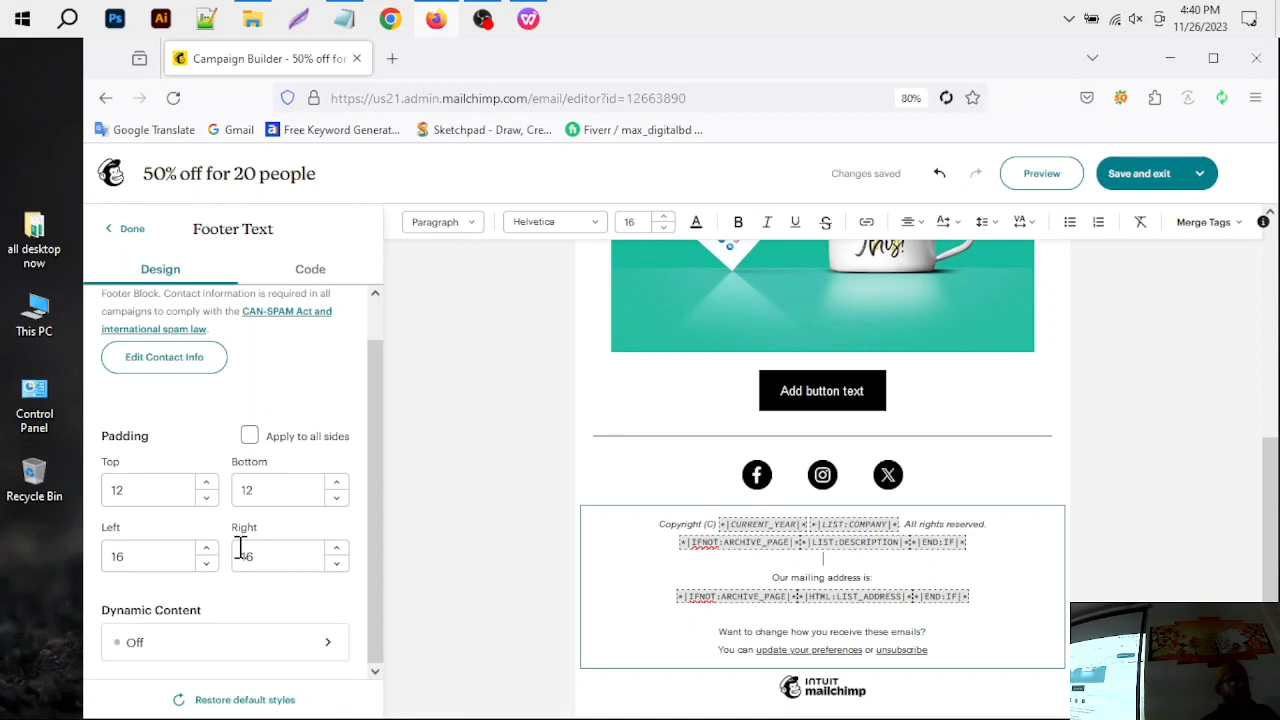 4:40 PM
11/26/2023
Campaign Builder - 50% off for
https://us21.admin.mailchimp.com/email/editor?id=12663890
80%
Google Translate
Gmail
Free Keyword Generat...
Sketchpad - Draw, Cre...
Fiverr / max_digitalbd ...
50% off for 20 people
Changes saved
Preview
Save and exit
Done
Footer Text
Paragraph
Helvetica
16
Merge Tags
Design
Code
Footer Block. Contact information is required in all
campaigns to comply with the CAN-SPAM Act and
international spam law.
Edit Contact Info
Padding
Apply to all sides
Top
Bottom
12
12
Left
Right
16
16
Dynamic Content
Off
Restore default styles
all desktop
now
This PC
Control
Panel
Recycle Bin
This!
Add button text
Copyright (C) *|CURRENT_YEAR|* *|LIST:COMPANY|*. All rights reserved.
*|IFNOT:ARCHIVE_PAGE|**|LIST:DESCRIPTION|**|END:IF|*
Our mailing address is:
*|IFNOT:ARCHIVE_PAGE|**|HTML:LIST_ADDRESS|**|END:IF|*
Want to change how you receive these emails?
You can update your preferences or unsubscribe
INTUIT
mailchimp